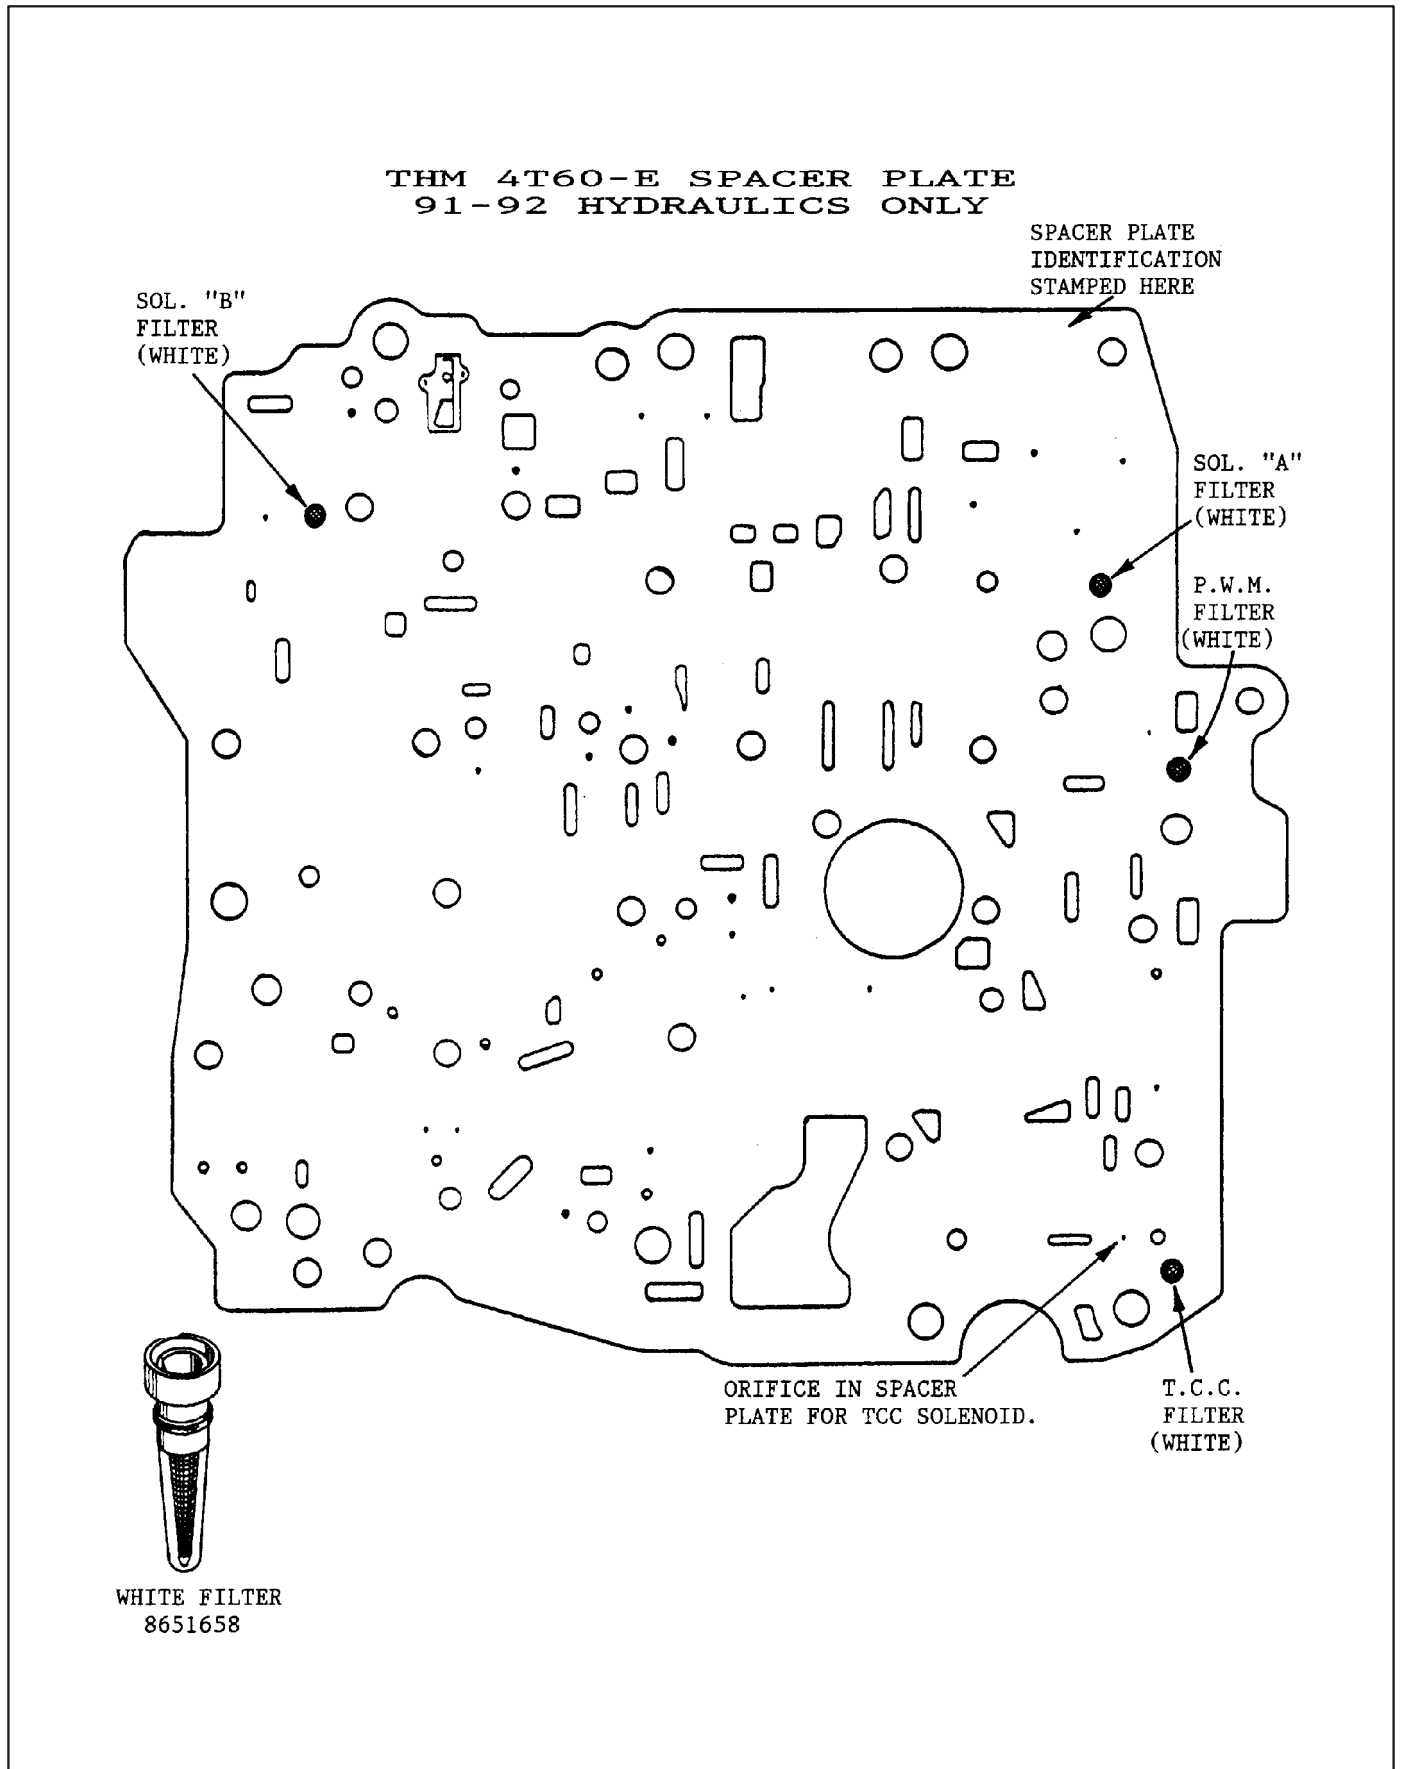 THM 4T60-E SPACER PLATE
91-92 HYDRAULICS ONLY
SPACER PLATE
IDENTIFICATION
STAMPED HERE
SOL. "B"
FILTER
(WHITE)
SOL. "A"
FILTER
(WHITE)
P.W.M.
FILTER
(WHITE)
ORIFICE IN SPACER
PLATE FOR TCC SOLENOID.
T.C.C.
FILTER
(WHITE)
WHITE FILTER
8651658